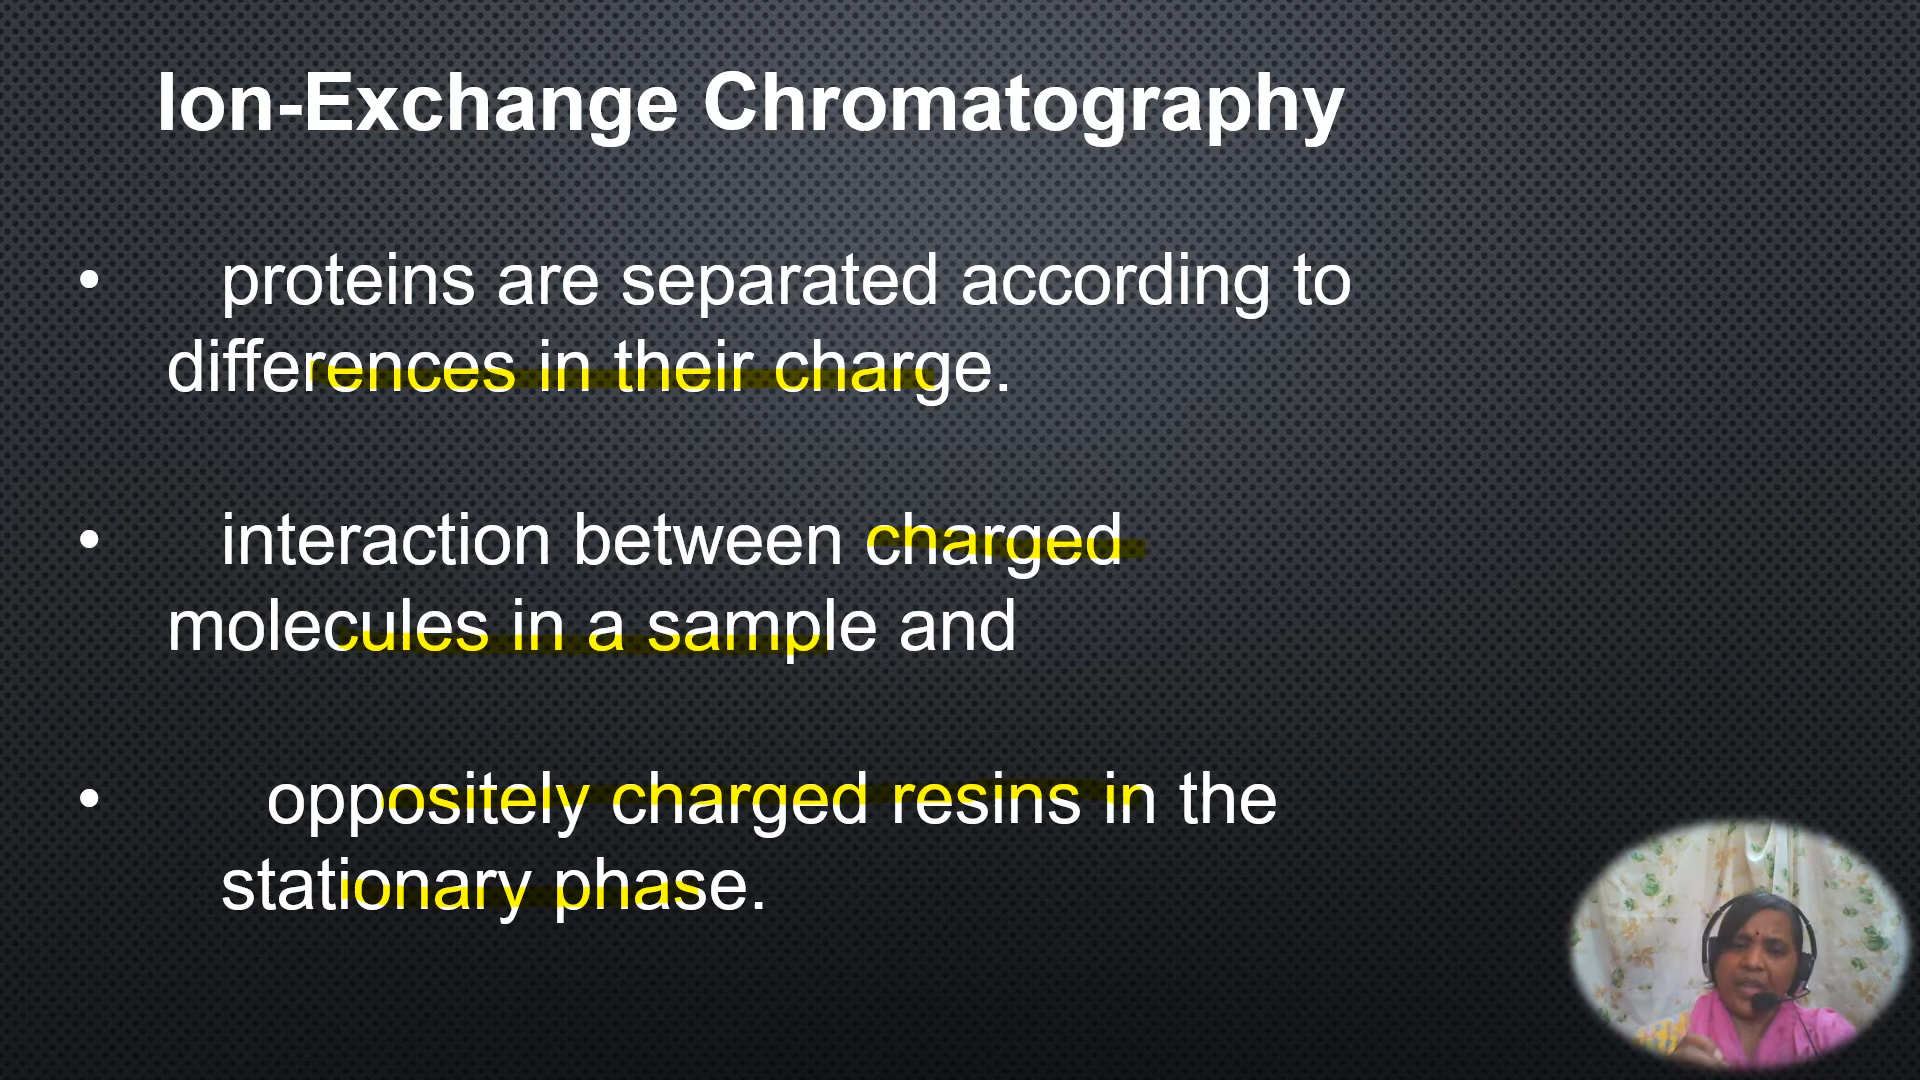 Ion-Exchange Chromatography
• proteins are separated according to
differences in their charge.
• interaction between charged
molecules in a sample and
• oppositely charged resins in the
stationary phase.